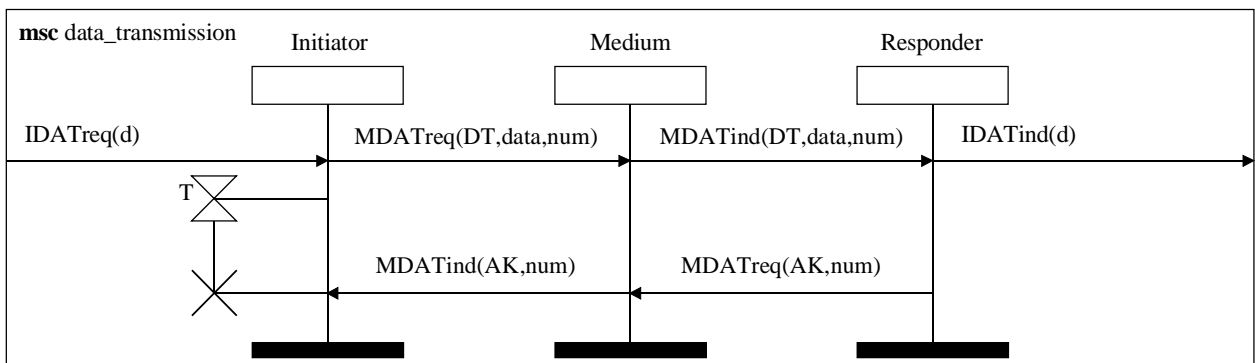 msc data_transmission
Initiator
Medium
Responder
IDATreq(d)
MDATreq(DT,data,num)
MDATind(DT,data,num)
IDATind(d)
T
MDATind(AK,num)
MDATreq(AK,num)